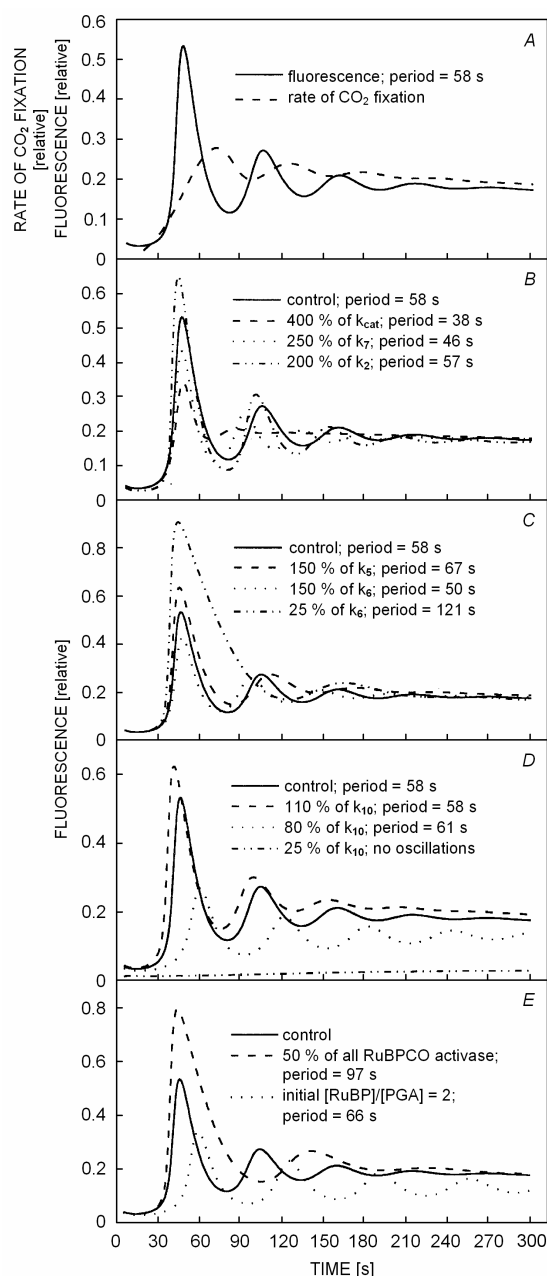 RATE OF CO₂ FIXATION
[relative]
FLUORESCENCE [relative]
0.6
0.5
0.4
0.3
0.2
0.1
0
A
fluorescence; period = 58 s
rate of CO₂ fixation
0.6
0.5
0.4
0.3
0.2
0.1
0
B
control; period = 58 s
400 % of kcat; period = 38 s
250 % of k₇; period = 46 s
200 % of k₂; period = 57 s
FLUORESCENCE [relative]
0.8
0.6
0.4
0.2
0
C
control; period = 58 s
150 % of k₅; period = 67 s
150 % of k₆; period = 50 s
25 % of k₆; period = 121 s
0.6
0.4
0.2
0
D
control; period = 58 s
110 % of k₁₀; period = 58 s
80 % of k₁₀; period = 61 s
25 % of k₁₀; no oscillations
0.8
0.6
0.4
0.2
0
E
control
50 % of all RuBPCO activase;
period = 97 s
initial [RuBP]/[PGA] = 2;
period = 66 s
0 30 60 90 120 150 180 210 240 270 300
TIME [s]